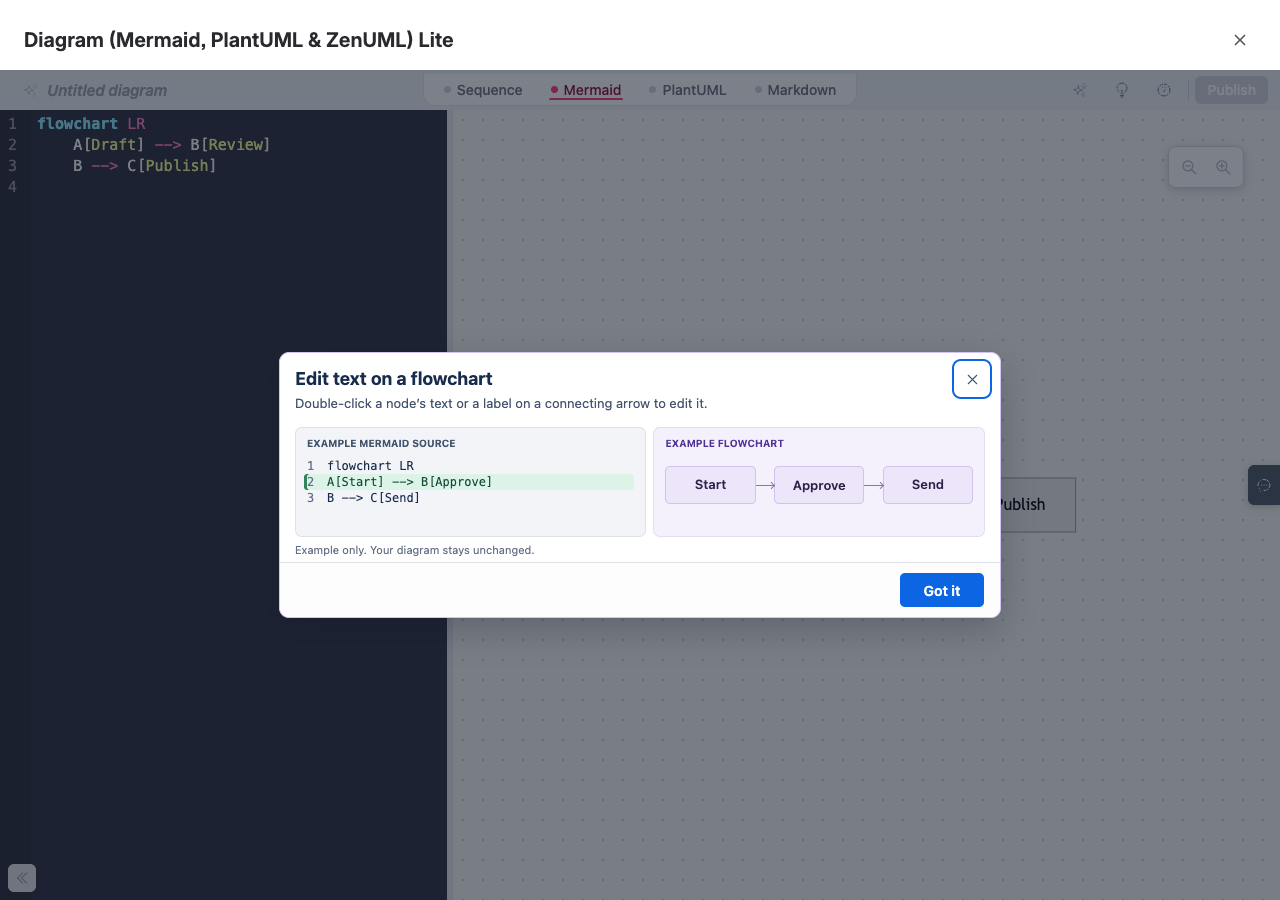 Diagram (Mermaid, PlantUML & ZenUML) Lite
Untitled diagram
Sequence
Mermaid
PlantUML
Markdown
Publish
1 flowchart LR
2 A[Draft] --> B[Review]
3 B --> C[Publish]
4
Edit text on a flowchart
Double-click a node’s text or a label on a connecting arrow to edit it.
EXAMPLE MERMAID SOURCE
1 flowchart LR
2 A[Start] --> B[Approve]
3 B --> C[Send]
EXAMPLE FLOWCHART
Start
Approve
Send
Example only. Your diagram stays unchanged.
Got it
Publish